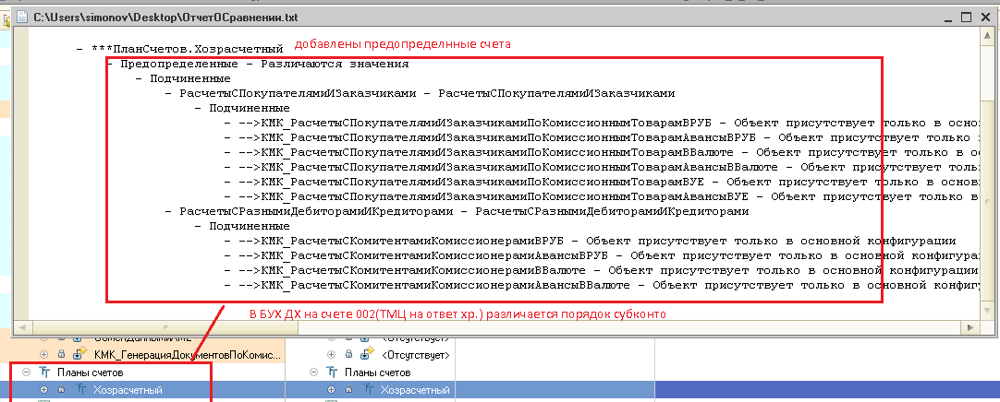 C:\Users\simonov\Desktop\ОтчетОСравнении.txt
- ***ПланСчетов.Хозрасчетный добавлены предопределнные счета
- Предопределенные - Различаются значения
- Подчиненные
- РасчетыСПокупателямиИЗаказчиками - РасчетыСПокупателямиИЗаказчиками
- Подчиненные
- -->КМК_РасчетыСПокупателямиИЗаказчикамиПоКомиссионнымТоварамВРУБ - Объект присутствует только в осно
- -->КМК_РасчетыСПокупателямиИЗаказчикамиПоКомиссионнымТоварамАвансыВРУБ - Объект присутствует только
- -->КМК_РасчетыСПокупателямиИЗаказчикамиПоКомиссионнымТоварамВВалюте - Объект присутствует только в о
- -->КМК_РасчетыСПокупателямиИЗаказчикамиПоКомиссионнымТоварамАвансыВВалюте - Объект присутствует толь
- -->КМК_РасчетыСПокупателямиИЗаказчикамиПоКомиссионнымТоварамВУЕ - Объект присутствует только в основ
- -->КМК_РасчетыСПокупателямиИЗаказчикамиПоКомиссионнымТоварамАвансыВУЕ - Объект присутствует только в
- РасчетыСРазнымиДебиторамиИКредиторами - РасчетыСРазнымиДебиторамиИКредиторами
- Подчиненные
- -->КМК_РасчетыСКомитентамиКомиссионерамиВРУБ - Объект присутствует только в основной конфигурации
- -->КМК_РасчетыСКомитентамиКомиссионерамиАвансыВРУБ - Объект присутствует только в основной конфигура
- -->КМК_РасчетыСКомитентамиКомиссионерамиВВалюте - Объект присутствует только в основной конфигурации
- -->КМК_РасчетыСКомитентамиКомиссионерамиАвансыВВалюте - Объект присутствует только в основной конфиг
В БУХ ДХ на счете 002(ТМЦ на ответ хр.) различается порядок субконто
ОбменДаннымиXML <Отсутствует>
КМК_ГенерацияДокументовПоКомис... <Отсутствует>
Планы счетов Планы счетов
Хозрасчетный Хозрасчетный